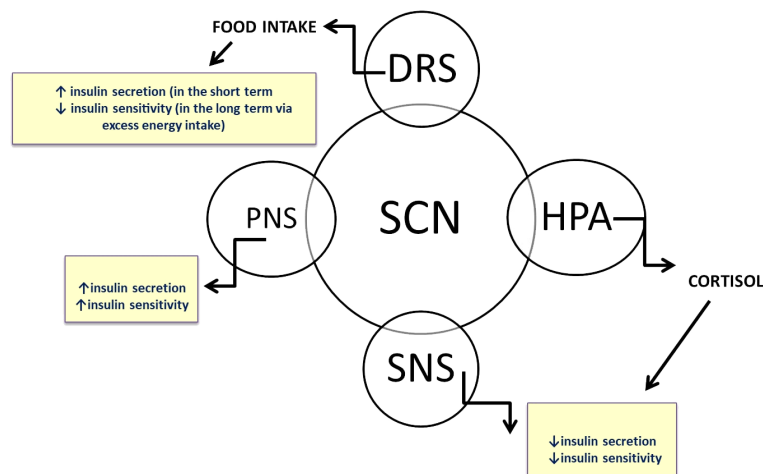 FOOD INTAKE
DRS
↑ insulin secretion (in the short term
↓ insulin sensitivity (in the long term via
excess energy intake)
PNS
SCN
HPA
↑insulin secretion
↑insulin sensitivity
CORTISOL
SNS
↓insulin secretion
↓insulin sensitivity